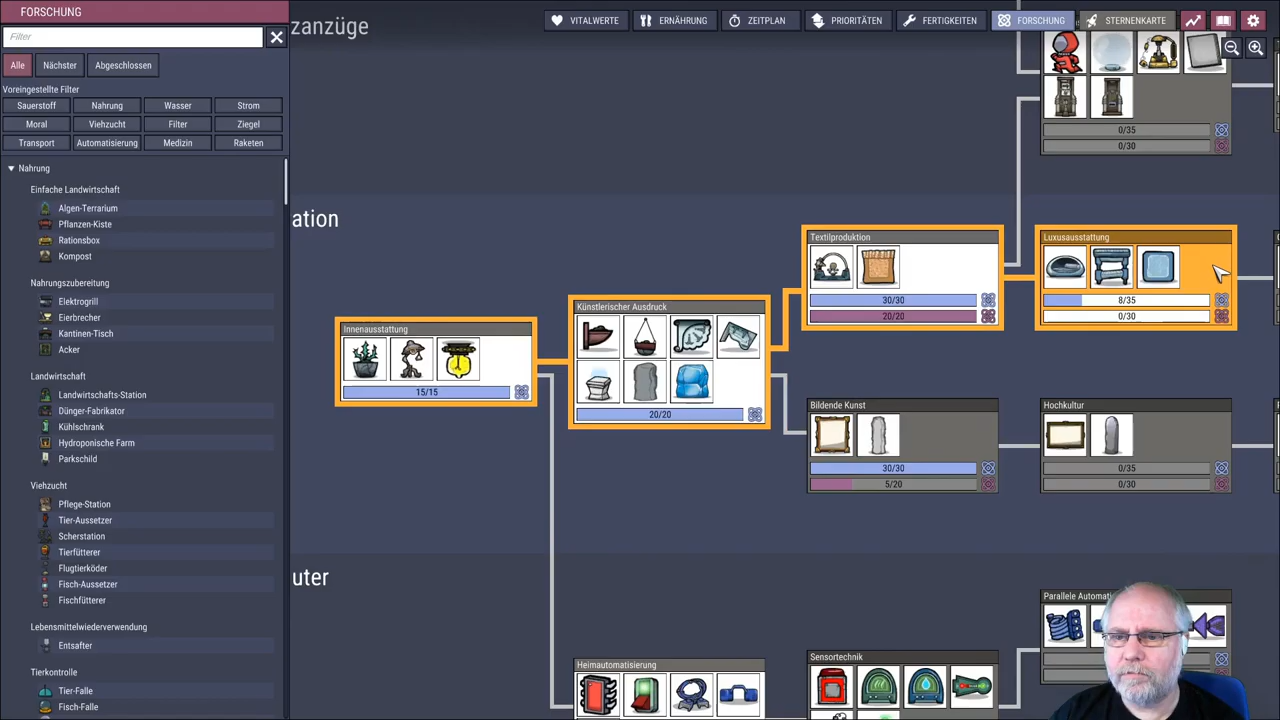 FORSCHUNG
Filter
Alle
Nächster
Abgeschlossen
Voreingestellte Filter
Sauerstoff
Nahrung
Wasser
Strom
Moral
Viehzucht
Filter
Ziegel
Transport
Automatisierung
Medizin
Raketen
Nahrung
Einfache Landwirtschaft
Algen-Terrarium
Pflanzen-Kiste
Rationsbox
Kompost
Nahrungszubereitung
Elektrogrill
Eierbrecher
Kantinen-Tisch
Acker
Landwirtschaft
Landwirtschafts-Station
Dünger-Fabrikator
Kühlschrank
Hydroponische Farm
Parkschild
Viehzucht
Pflege-Station
Tier-Aussetzer
Scherstation
Tierfütterer
Flugtierköder
Fisch-Aussetzer
Fischfütterer
Lebensmittelwiederverwendung
Entsafter
Tierkontrolle
Tier-Falle
Fisch-Falle
zanzüge
VITALWERTE
ERNÄHRUNG
ZEITPLAN
PRIORITÄTEN
FERTIGKEITEN
FORSCHUNG
STERNENKARTE
0/35
0/30
ation
Textilproduktion
30/30
20/20
Luxusausstattung
8/35
0/30
Innenausstattung
15/15
Künstlerischer Ausdruck
20/20
Bildende Kunst
30/30
5/20
Hochkultur
0/35
0/30
uter
Heimautomatisierung
Sensortechnik
Parallele